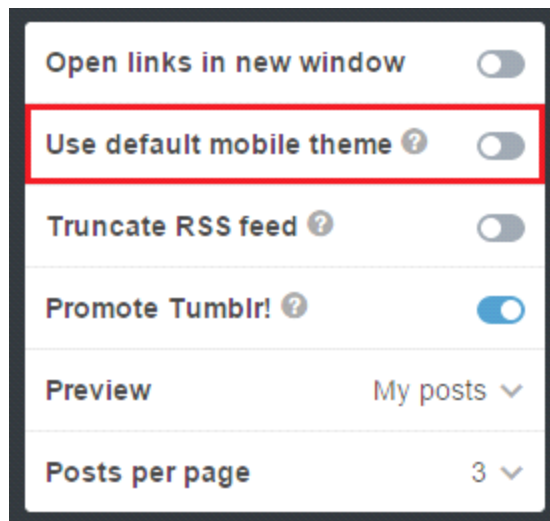 Open links in new window
Use default mobile theme ?
Truncate RSS feed ?
Promote Tumblr! ?
Preview My posts
Posts per page 3